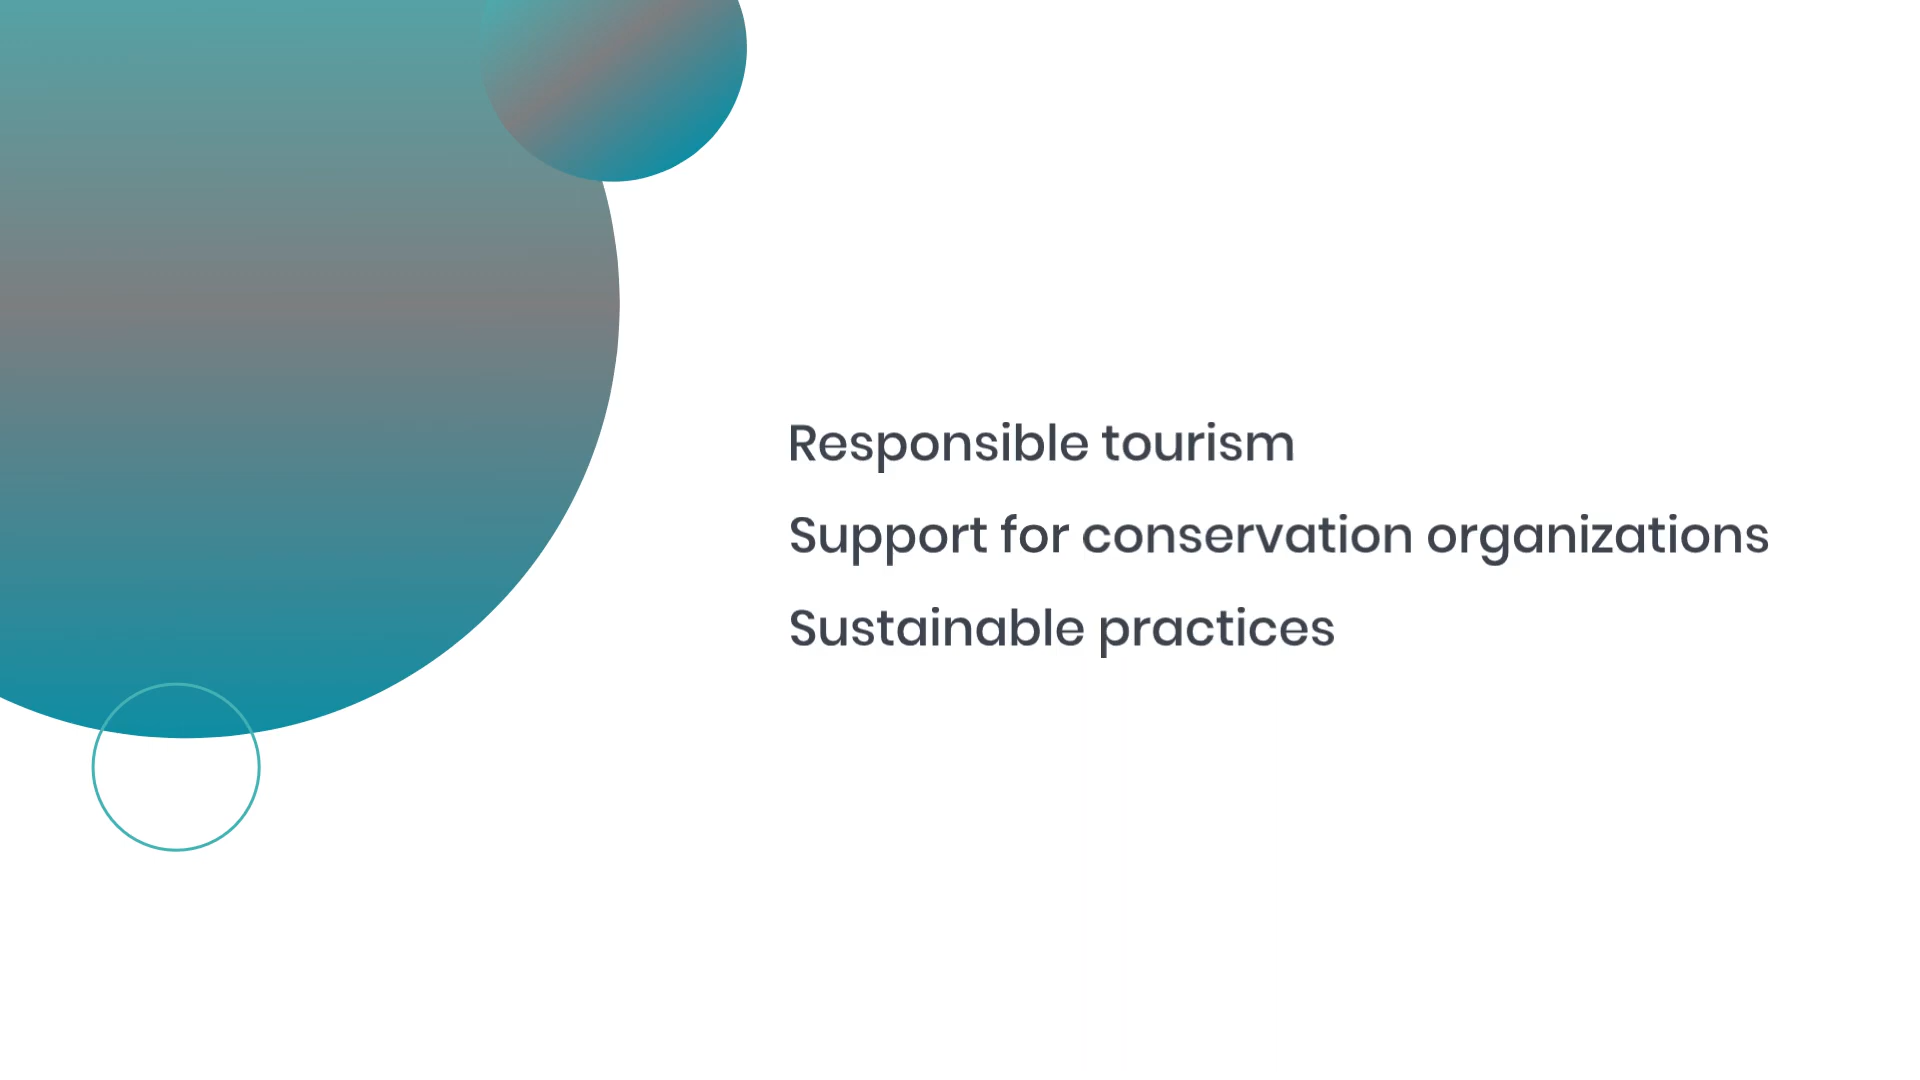 Responsible tourism
Support for conservation organizations
Sustainable practices